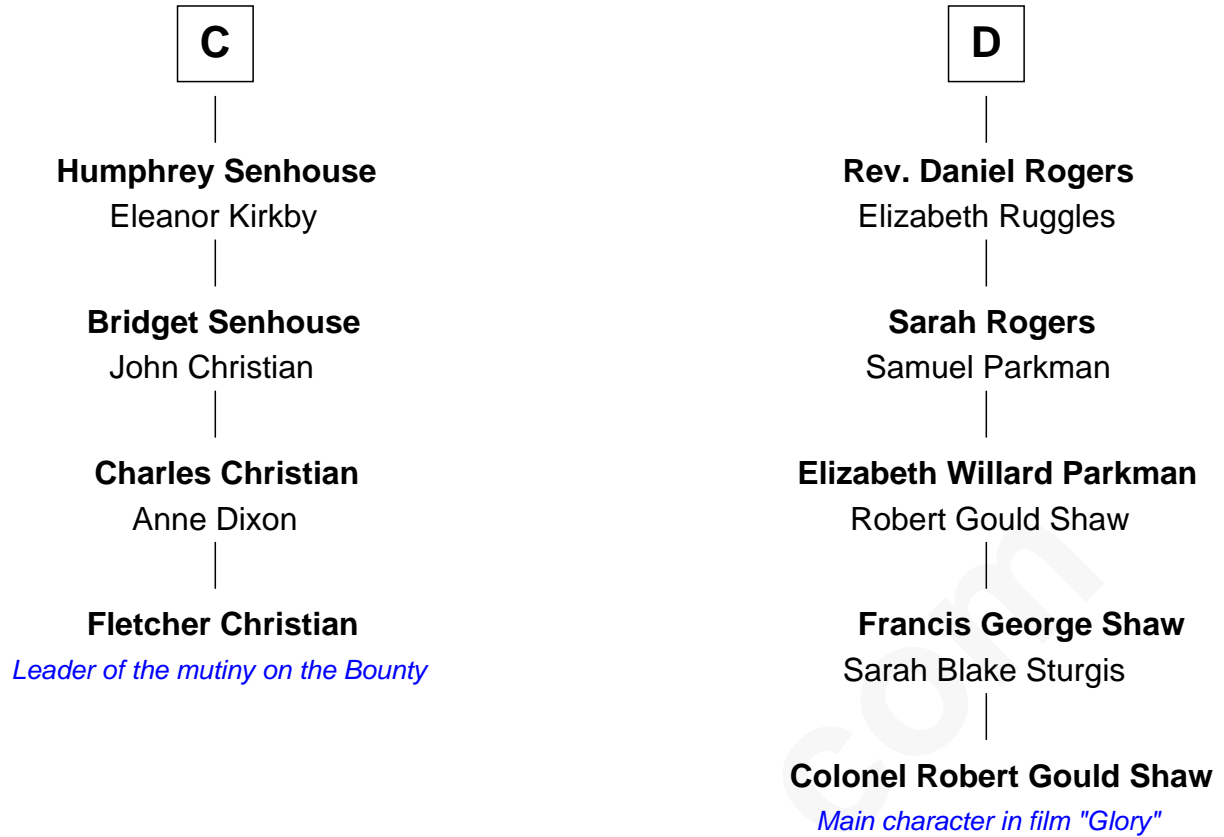 C
Humphrey Senhouse
Eleanor Kirkby
Bridget Senhouse
John Christian
Charles Christian
Anne Dixon
Fletcher Christian
Leader of the mutiny on the Bounty
D
Rev. Daniel Rogers
Elizabeth Ruggles
Sarah Rogers
Samuel Parkman
Elizabeth Willard Parkman
Robert Gould Shaw
Francis George Shaw
Sarah Blake Sturgis
Colonel Robert Gould Shaw
Main character in film "Glory"
com